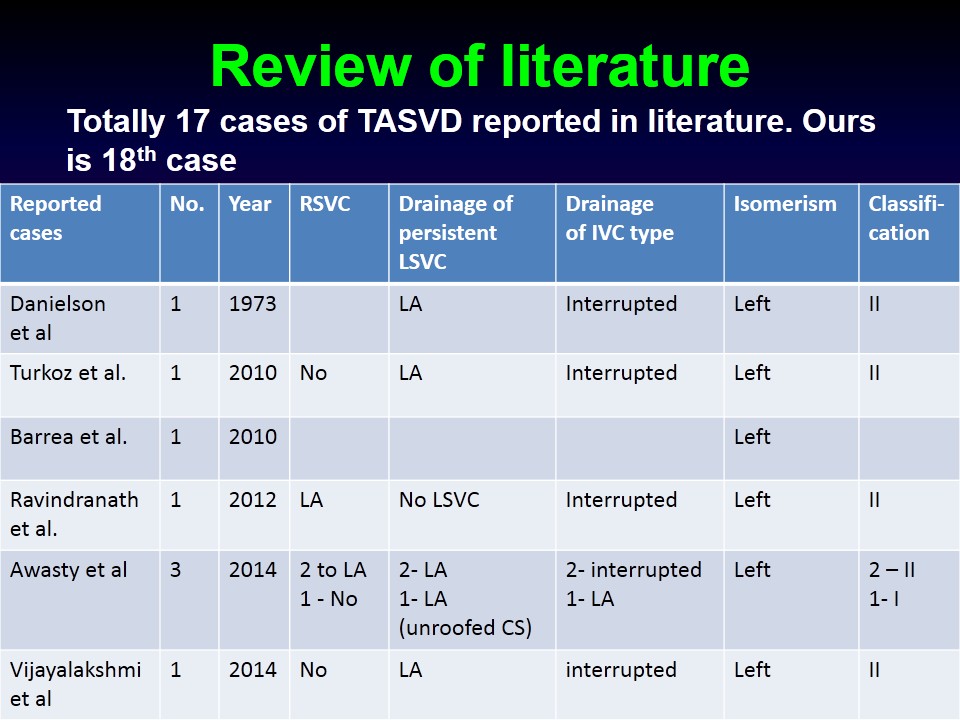 Review of literature
Totally 17 cases of TASVD reported in literature. Ours
is 18th case
Reported cases No. Year RSVC Drainage of persistent LSVC Drainage of IVC type Isomerism Classifi-cation
Danielson et al 1 1973 LA Interrupted Left II
Turkoz et al. 1 2010 No LA Interrupted Left II
Barrea et al. 1 2010 Left
Ravindranath et al. 1 2012 LA No LSVC Interrupted Left II
Awasty et al 3 2014 2 to LA 1 - No 2- LA 1- LA (unroofed CS) 2- interrupted 1- LA Left 2 – II 1- I
Vijayalakshmi et al 1 2014 No LA interrupted Left II